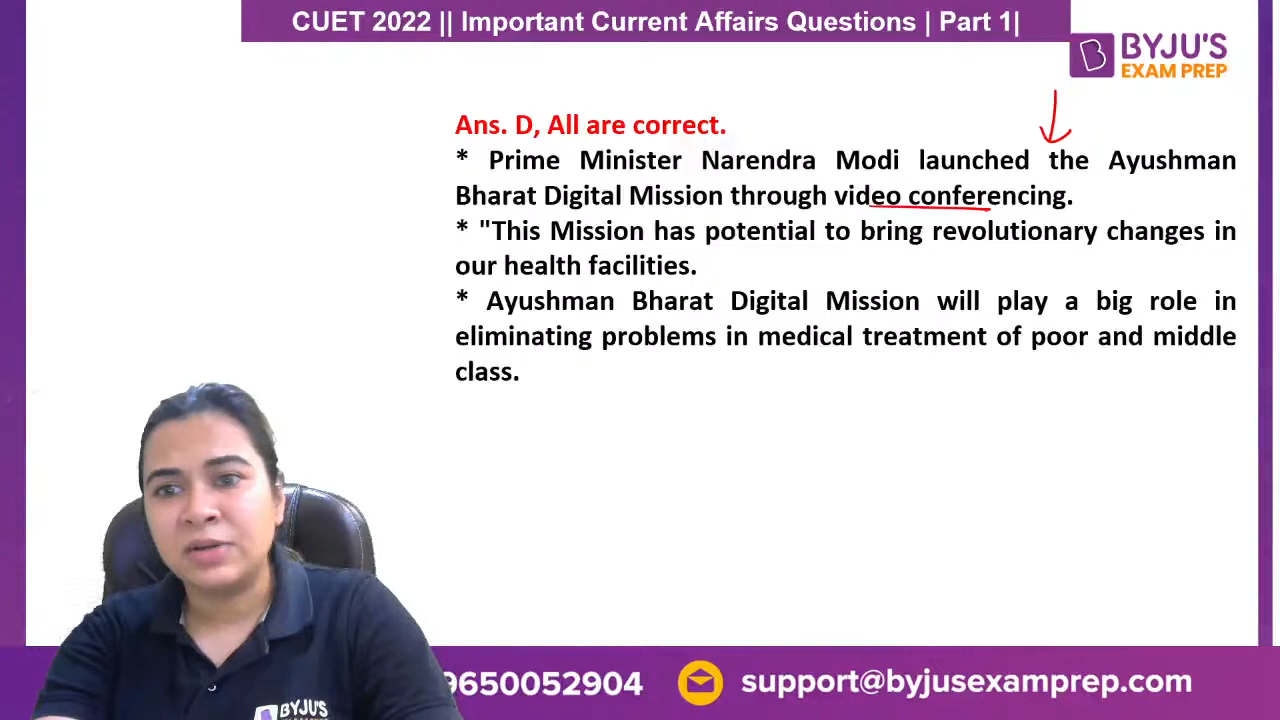 CUET 2022 || Important Current Affairs Questions | Part 1|
BYJU'S
EXAM PREP
Ans. D, All are correct.
* Prime Minister Narendra Modi launched the Ayushman
Bharat Digital Mission through video conferencing.
* "This Mission has potential to bring revolutionary changes in
our health facilities.
* Ayushman Bharat Digital Mission will play a big role in
eliminating problems in medical treatment of poor and middle
class.
9650052904
support@byjusexamprep.com
BYJU'S